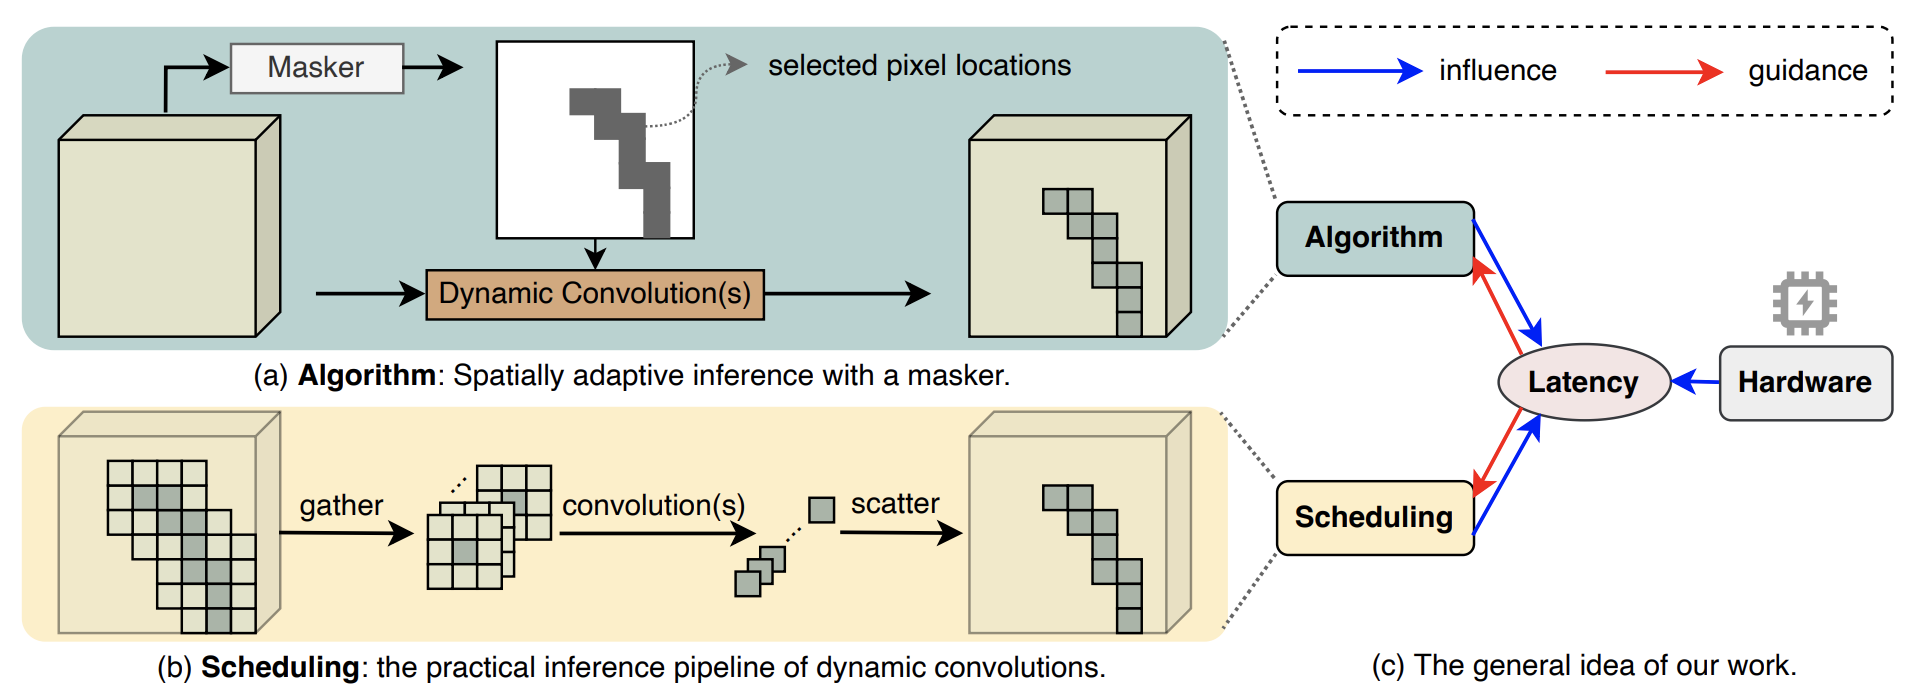 Masker
selected pixel locations
Dynamic Convolution(s)
(a) Algorithm: Spatially adaptive inference with a masker.
gather
convolution(s)
scatter
(b) Scheduling: the practical inference pipeline of dynamic convolutions.
influence
guidance
Algorithm
Latency
Hardware
Scheduling
(c) The general idea of our work.